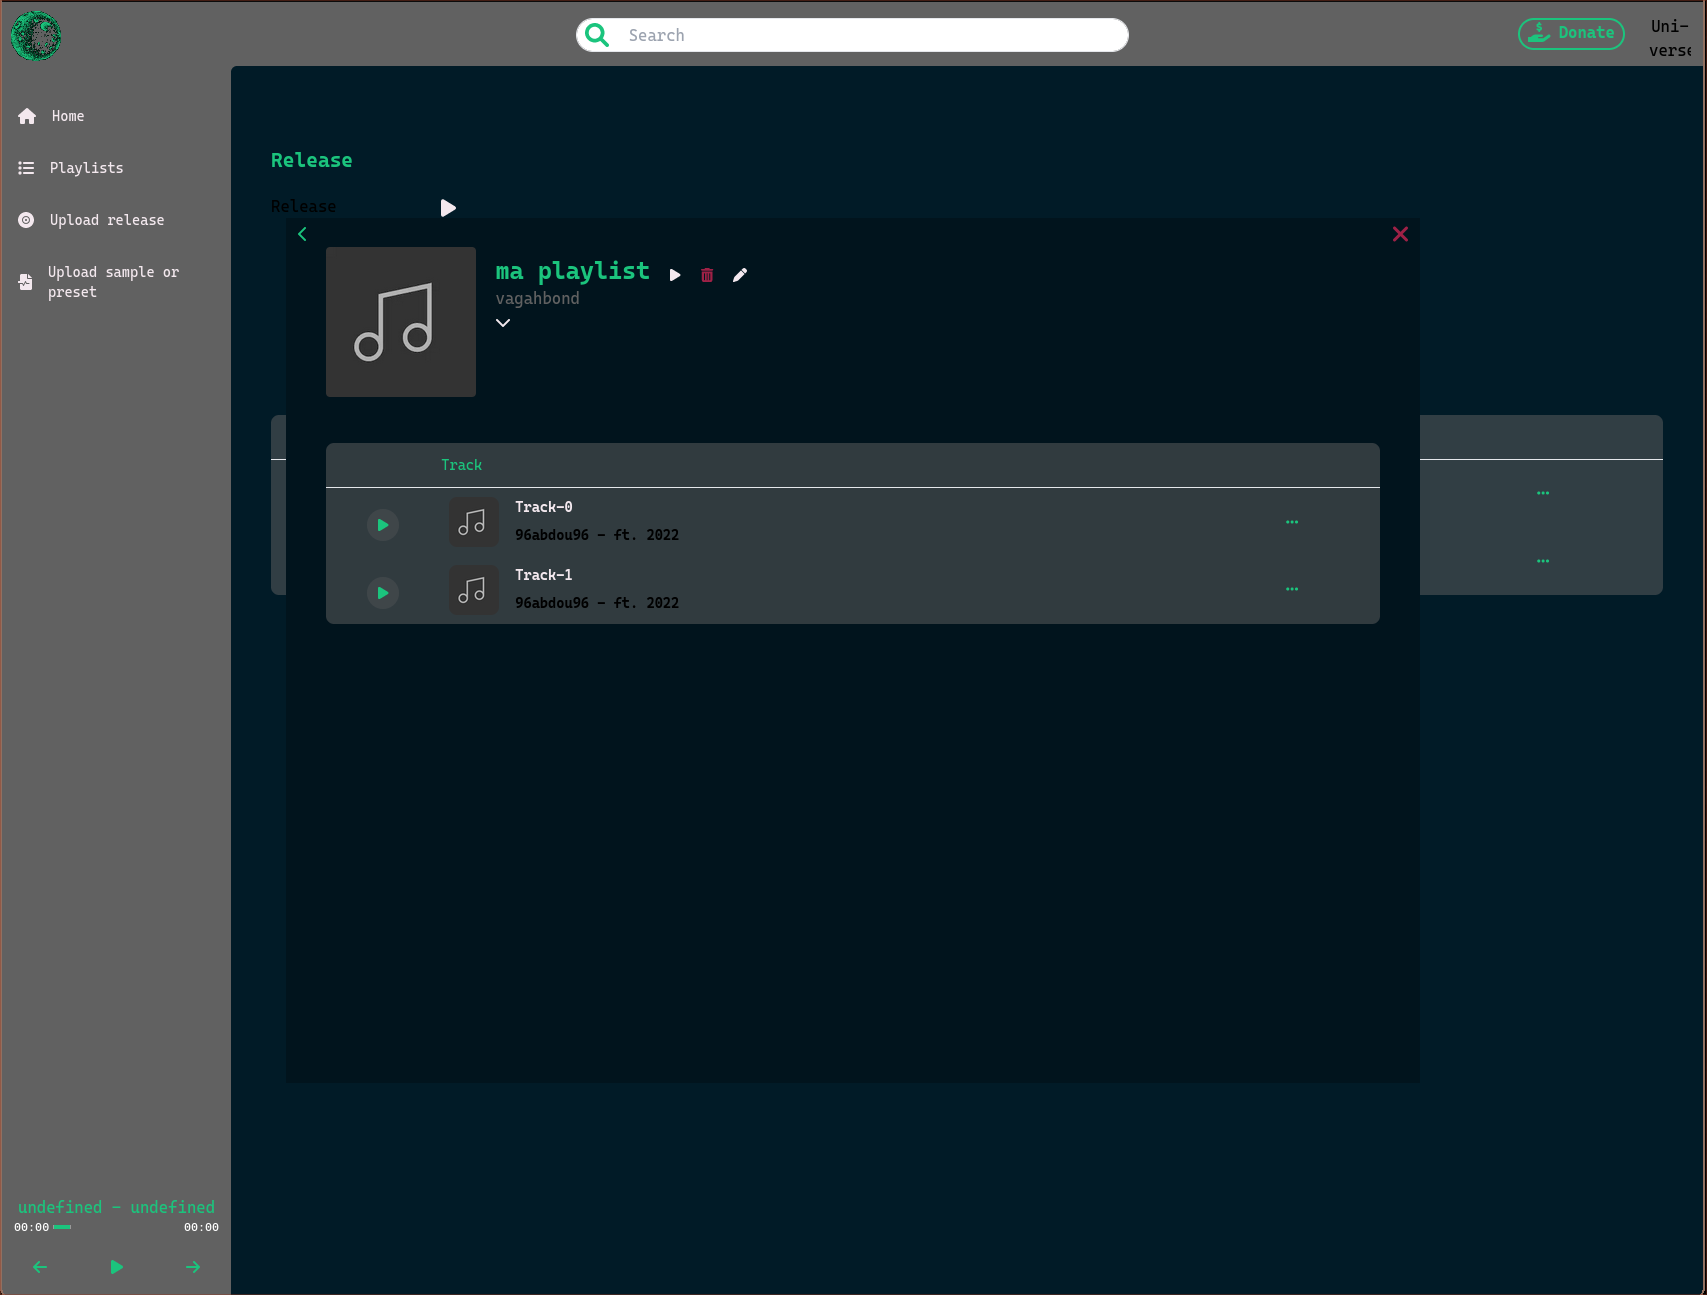 Search
Donate
Uni-
verse
Home
Playlists
Upload release
Upload sample or
preset
Release
Release
ma playlist
vagahbond
Track
Track-0
96abdou96 - ft. 2022
Track-1
96abdou96 - ft. 2022
undefined - undefined
00:00
00:00